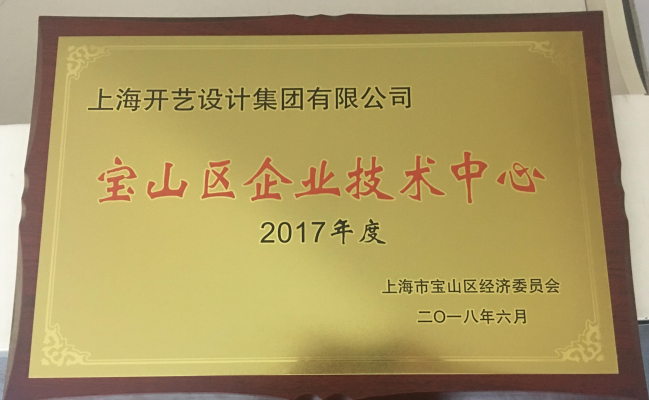 上海开艺设计集团有限公司
宝山区企业技术中心
2017年度
上海市宝山区经济委员会
二〇一八年六月